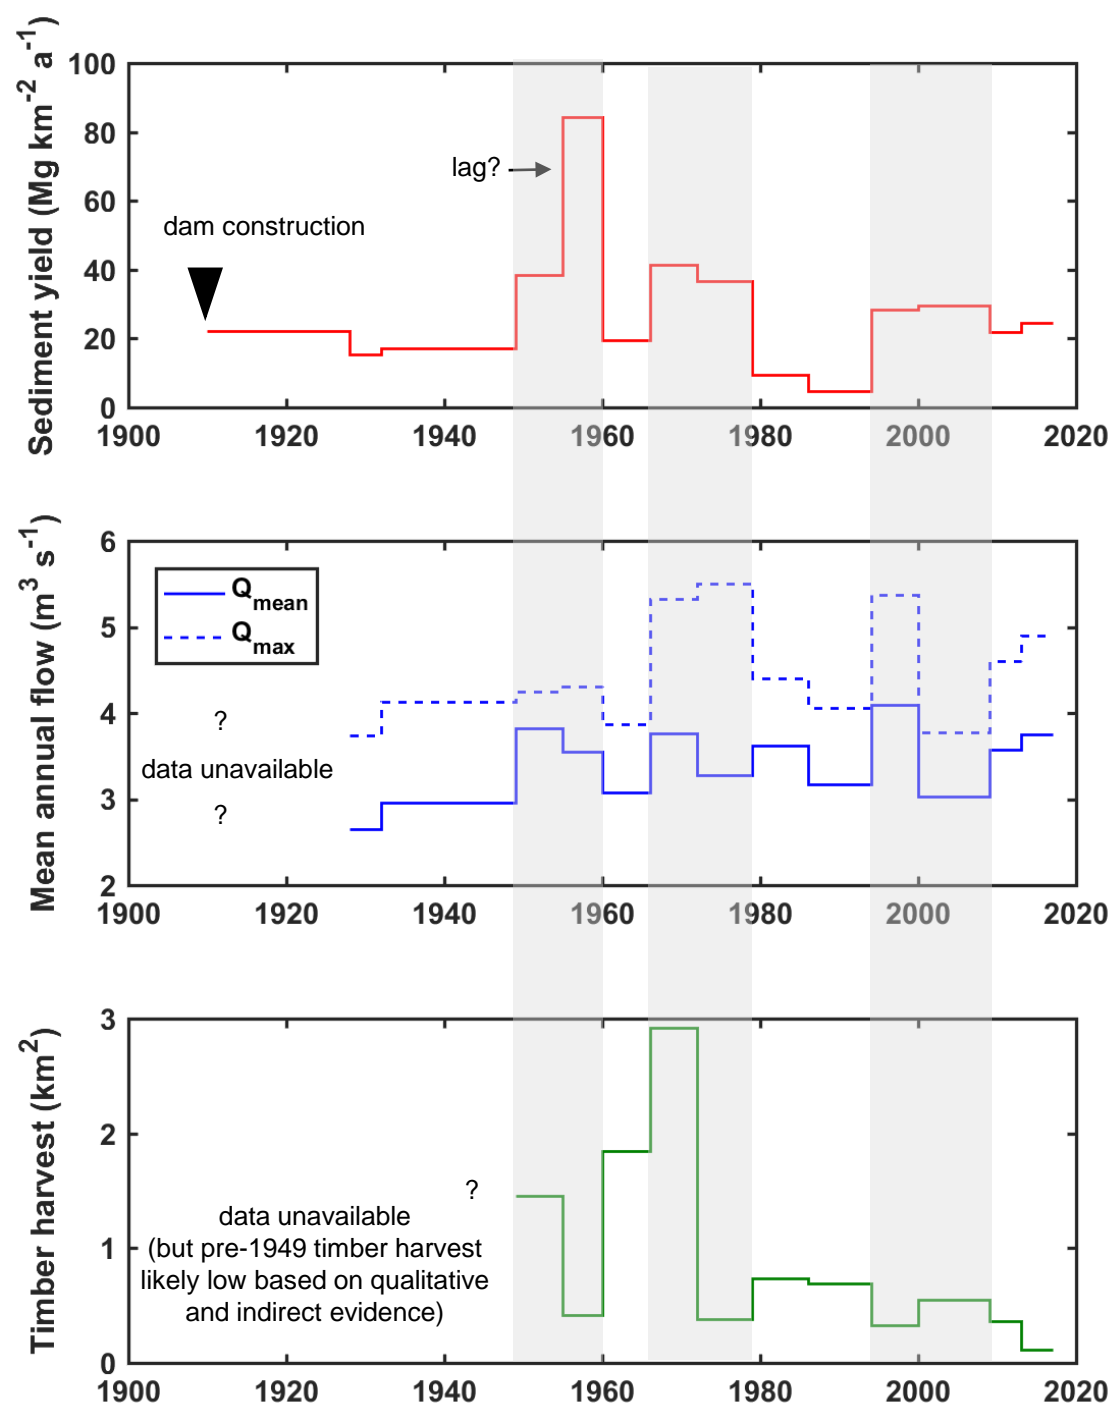 Sediment yield (Mg km-2 a-1)
100
80
60
40
20
0
lag?
dam construction
1900 1920 1940 1960 1980 2000 2020
Mean annual flow (m3 s-1)
6
5
4
3
2
Qmean
Qmax
?
data unavailable
?
1900 1920 1940 1960 1980 2000 2020
Timber harvest (km2)
3
2
1
0
?
data unavailable
(but pre-1949 timber harvest
likely low based on qualitative
and indirect evidence)
1900 1920 1940 1960 1980 2000 2020